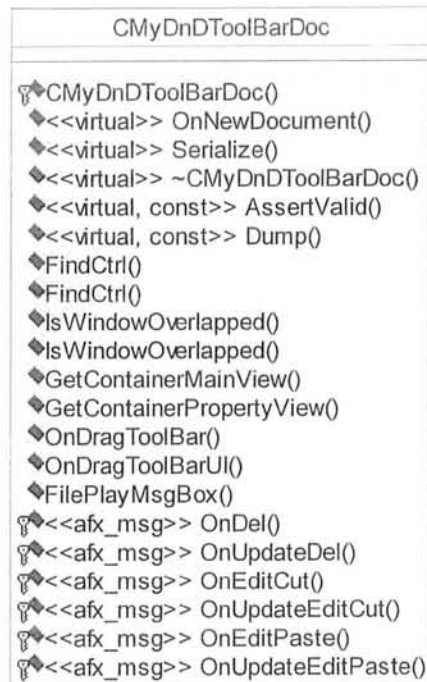 CMyDnDToolBarDoc
CMyDnDToolBarDoc()
<<virtual>> OnNewDocument()
<<virtual>> Serialize()
<<virtual>> ~CMyDnDToolBarDoc()
<<virtual, const>> AssertValid()
<<virtual, const>> Dump()
FindCtrl()
FindCtrl()
IsWindowOverlapped()
IsWindowOverlapped()
GetContainerMainView()
GetContainerPropertyView()
OnDragToolBar()
OnDragToolBarUI()
FilePlayMsgBox()
<<afx_msg>> OnDel()
<<afx_msg>> OnUpdateDel()
<<afx_msg>> OnEditCut()
<<afx_msg>> OnUpdateEditCut()
<<afx_msg>> OnEditPaste()
<<afx_msg>> OnUpdateEditPaste()